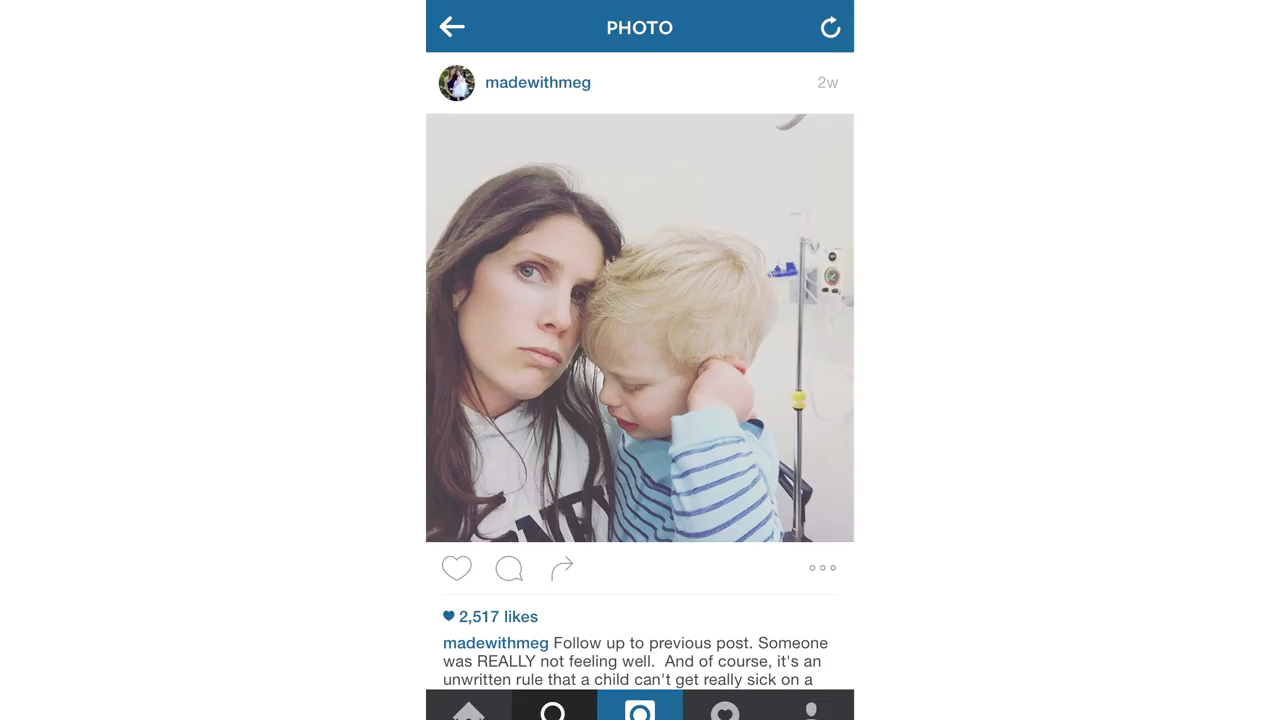 PHOTO
madewithmeg
2w
2,517 likes
madewithmeg Follow up to previous post. Someone
was REALLY not feeling well.  And of course, it's an
unwritten rule that a child can't get really sick on a